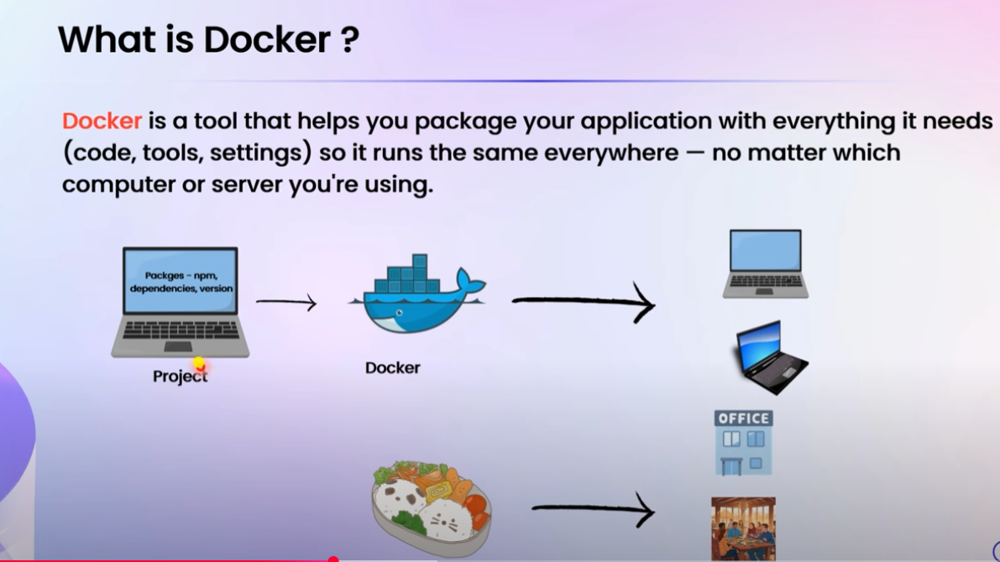 What is Docker ?
Docker is a tool that helps you package your application with everything it needs
(code, tools, settings) so it runs the same everywhere — no matter which
computer or server you're using.
Packges - npm,
dependencies, version
Project
Docker
OFFICE